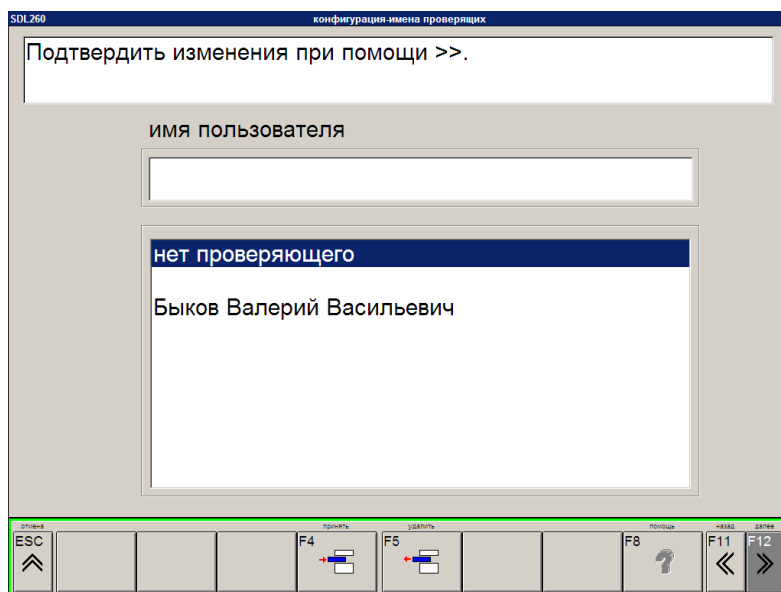 SDL260 конфигурация-имена проверящих
Подтвердить изменения при помощи >>.
имя пользователя
нет проверяющего
Быков Валерий Васильевич
отмена принять удалить помощь назад далее
ESC F4 F5 F8 F11 F12